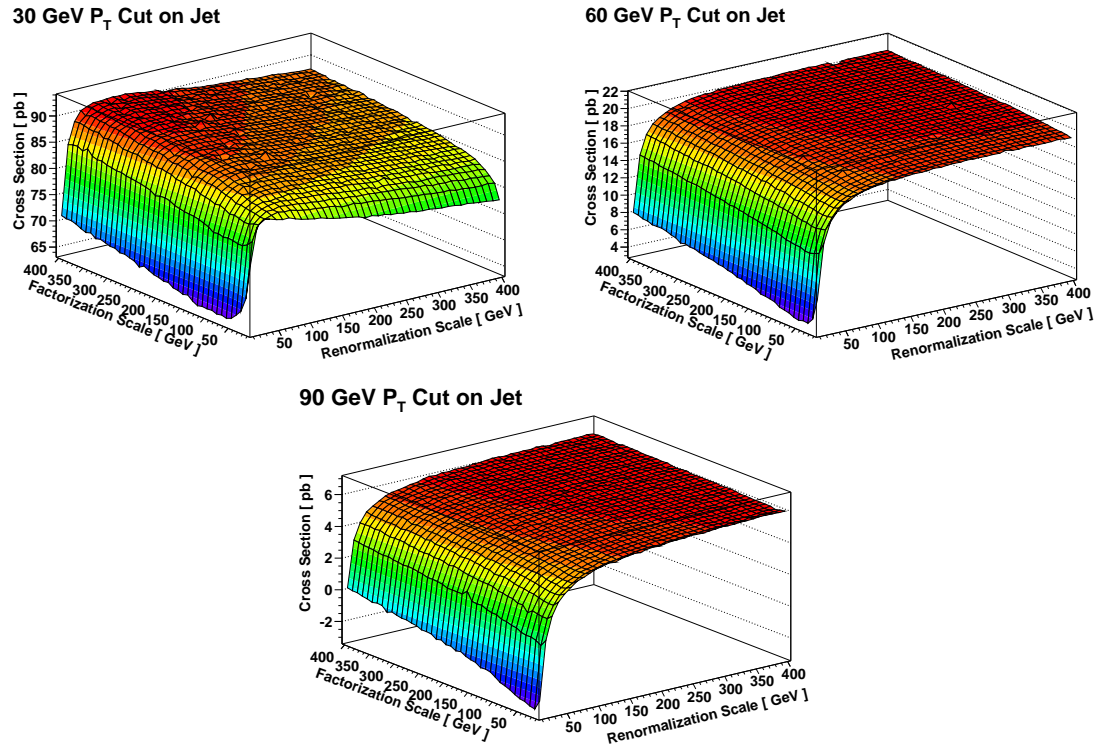 30 GeV P_T Cut on Jet
Cross Section [ pb ]
90
85
80
75
70
65
400 350 300 250 200 150 100 50
Factorization Scale [ GeV ]
50 100 150 200 250 300 350 400
Renormalization Scale [ GeV ]
60 GeV P_T Cut on Jet
Cross Section [ pb ]
22
20
18
16
14
12
10
8
6
4
400 350 300 250 200 150 100 50
Factorization Scale [ GeV ]
50 100 150 200 250 300 350 400
Renormalization Scale [ GeV ]
90 GeV P_T Cut on Jet
Cross Section [ pb ]
6
4
2
0
-2
400 350 300 250 200 150 100 50
Factorization Scale [ GeV ]
50 100 150 200 250 300 350 400
Renormalization Scale [ GeV ]